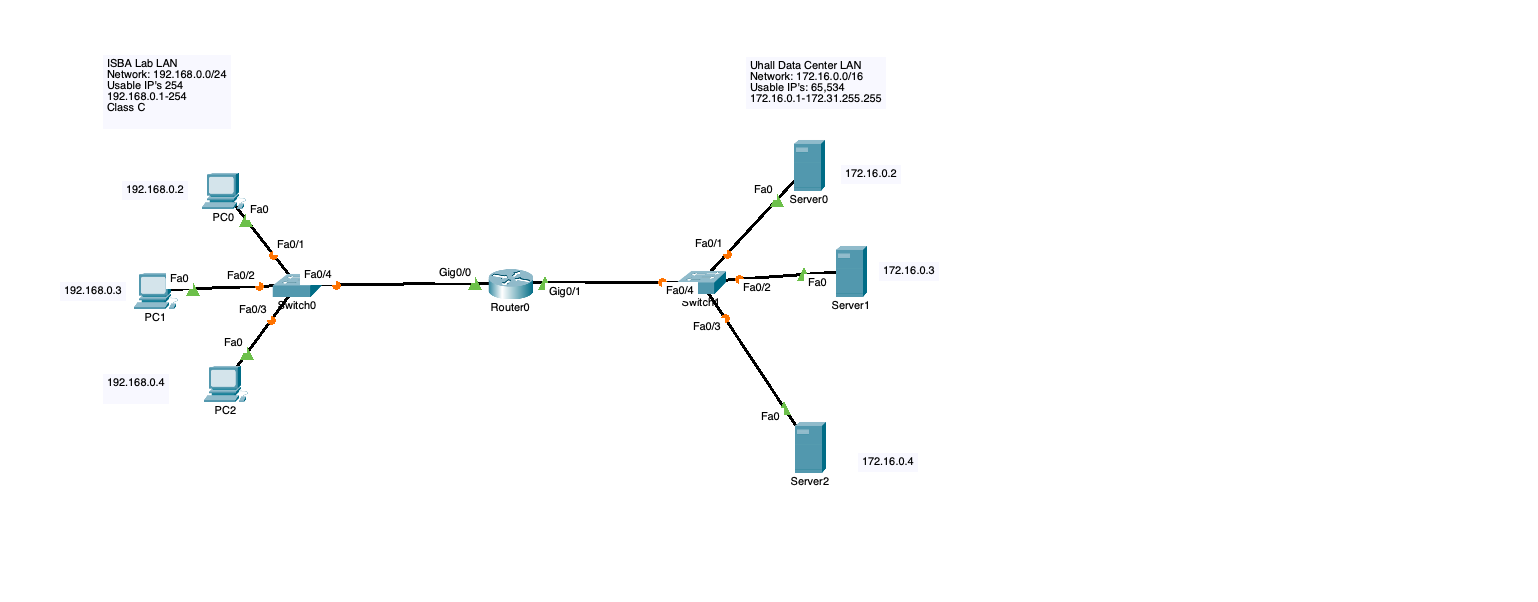 ISBA Lab LAN
Network: 192.168.0.0/24
Usable IP's 254
192.168.0.1-254
Class C
Uhall Data Center LAN
Network: 172.16.0.0/16
Usable IP's: 65,534
172.16.0.1-172.31.255.255
192.168.0.2
PC0
Fa0
Fa0/1
192.168.0.3
Fa0
PC1
Fa0/2
Fa0/4
Switch0
Fa0/3
Fa0
192.168.0.4
PC2
Gig0/0
Router0
Gig0/1
Fa0/4
Switch1
Fa0/1
Fa0
Server0
172.16.0.2
Fa0/2
Fa0
Server1
172.16.0.3
Fa0/3
Fa0
Server2
172.16.0.4